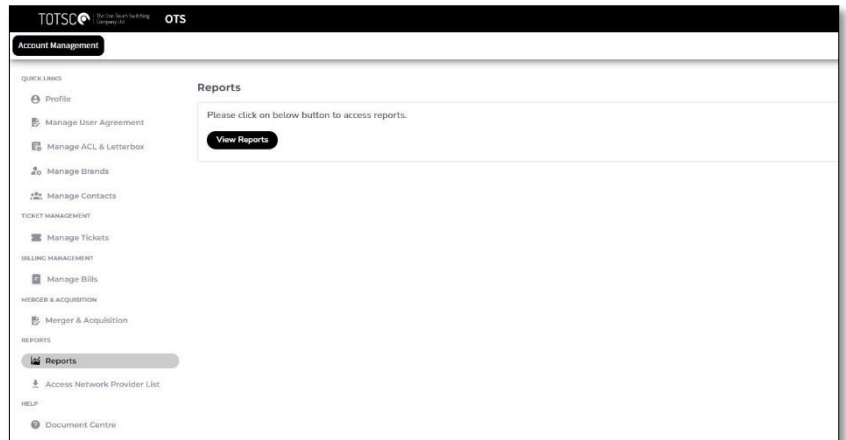 TOTSCO
The One Touch Switching
Company Ltd
OTS
Account Management
QUICK LINKS
Profile
Manage User Agreement
Manage ACL & Letterbox
Manage Brands
Manage Contacts
TICKET MANAGEMENT
Manage Tickets
BILLING MANAGEMENT
Manage Bills
MERGER & ACQUISITION
Merger & Acquisition
REPORTS
Reports
Access Network Provider List
HELP
Document Centre
Reports
Please click on below button to access reports.
View Reports